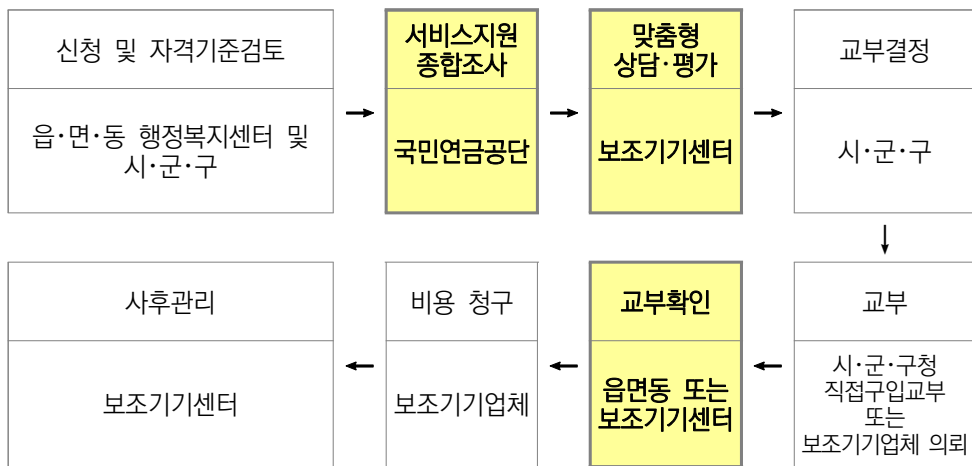 신청 및 자격기준검토
읍·면·동 행정복지센터 및
시·군·구
서비스지원
종합조사
국민연금공단
맞춤형
상담·평가
보조기기센터
교부결정
시·군·구
교부
시·군·구청
직접구입교부
또는
보조기기업체 의뢰
교부확인
읍면동 또는
보조기기센터
비용 청구
보조기기업체
사후관리
보조기기센터